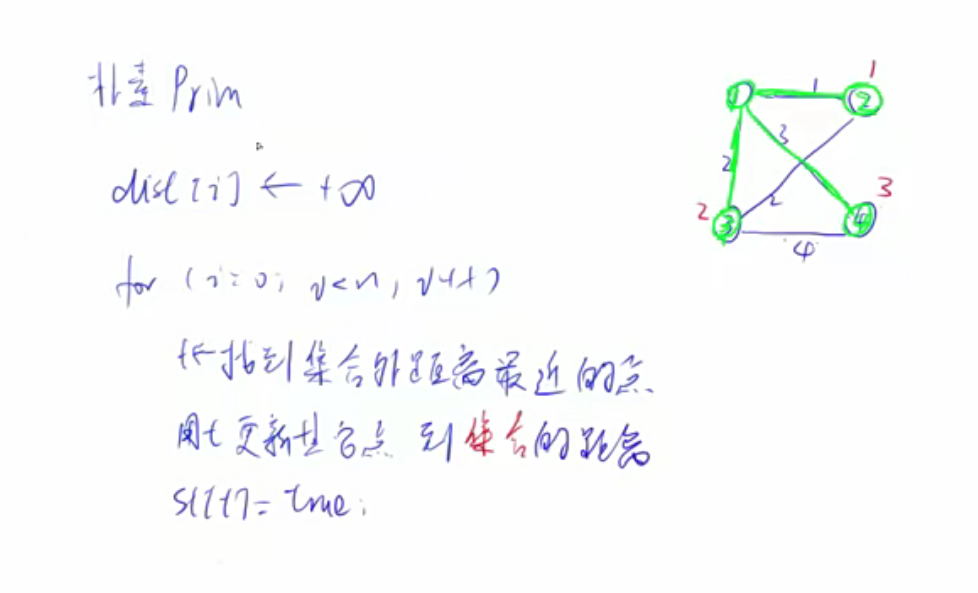 朴素 Prim
dist[i] ← +∞
for (i=0; i<n; i++)
t←找到集合外距离最近的点
用t更新其它点 到集合的距离
st[t]=true;
1
1 1 2
3
2
3
2 3 2 4
4